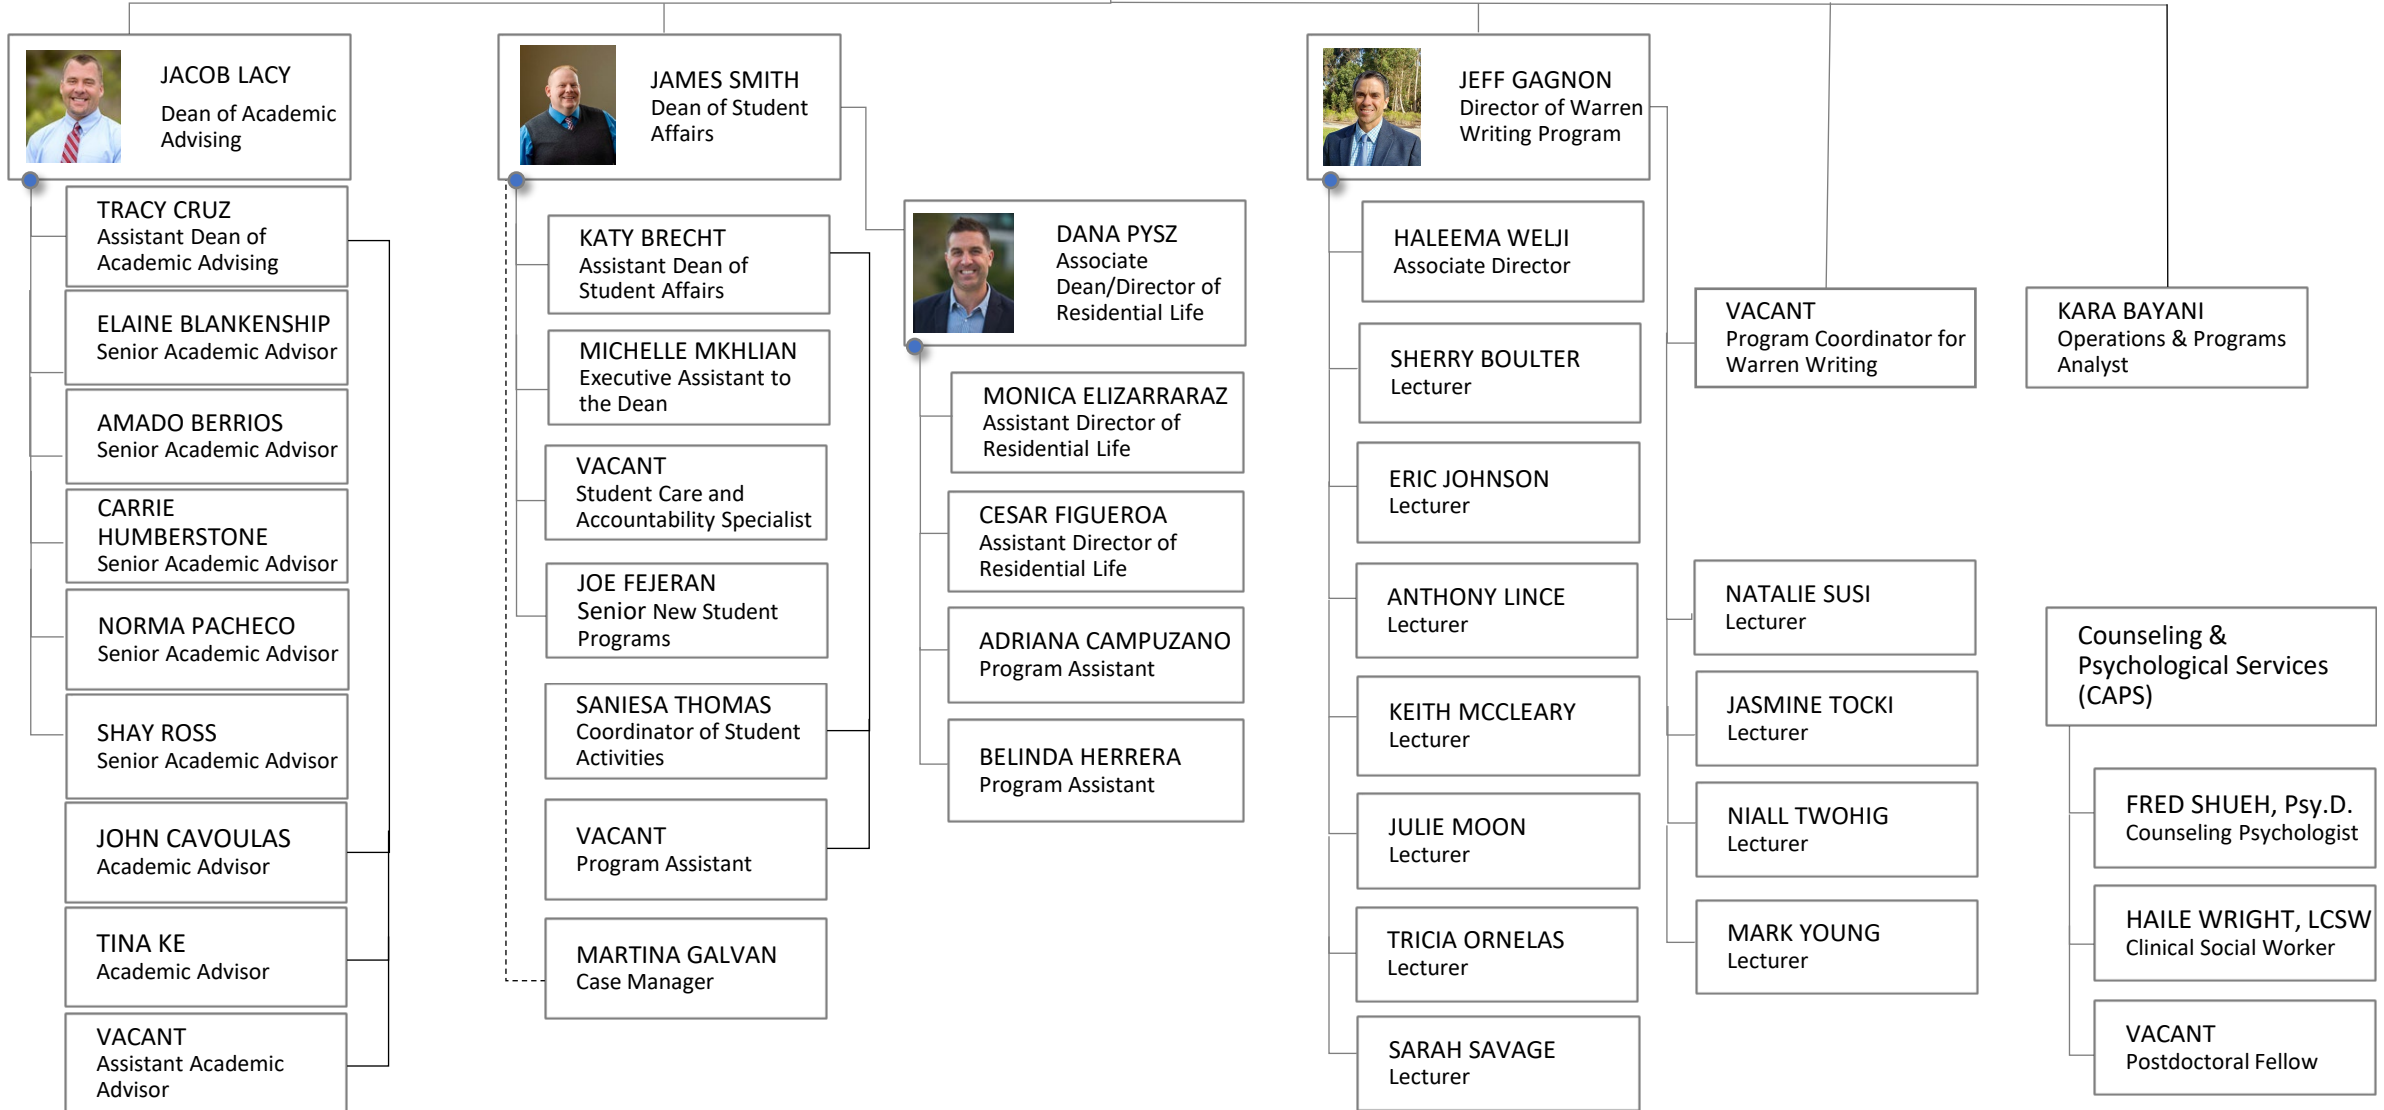 JACOB LACY
Dean of Academic
Advising
TRACY CRUZ
Assistant Dean of
Academic Advising
ELAINE BLANKENSHIP
Senior Academic Advisor
AMADO BERRIOS
Senior Academic Advisor
CARRIE
HUMBERSTONE
Senior Academic Advisor
NORMA PACHECO
Senior Academic Advisor
SHAY ROSS
Senior Academic Advisor
JOHN CAVOULAS
Academic Advisor
TINA KE
Academic Advisor
VACANT
Assistant Academic
Advisor
JAMES SMITH
Dean of Student
Affairs
KATY BRECHT
Assistant Dean of
Student Affairs
MICHELLE MKHLIAN
Executive Assistant to
the Dean
VACANT
Student Care and
Accountability Specialist
JOE FEJERAN
Senior New Student
Programs
SANIESA THOMAS
Coordinator of Student
Activities
VACANT
Program Assistant
MARTINA GALVAN
Case Manager
DANA PYSZ
Associate
Dean/Director of
Residential Life
MONICA ELIZARRARAZ
Assistant Director of
Residential Life
CESAR FIGUEROA
Assistant Director of
Residential Life
ADRIANA CAMPUZANO
Program Assistant
BELINDA HERRERA
Program Assistant
JEFF GAGNON
Director of Warren
Writing Program
HALEEMA WELJI
Associate Director
SHERRY BOULTER
Lecturer
ERIC JOHNSON
Lecturer
ANTHONY LINCE
Lecturer
KEITH MCCLEARY
Lecturer
JULIE MOON
Lecturer
TRICIA ORNELAS
Lecturer
SARAH SAVAGE
Lecturer
VACANT
Program Coordinator for
Warren Writing
NATALIE SUSI
Lecturer
JASMINE TOCKI
Lecturer
NIALL TWOHIG
Lecturer
MARK YOUNG
Lecturer
KARA BAYANI
Operations & Programs
Analyst
Counseling &
Psychological Services
(CAPS)
FRED SHUEH, Psy.D.
Counseling Psychologist
HAILE WRIGHT, LCSW
Clinical Social Worker
VACANT
Postdoctoral Fellow